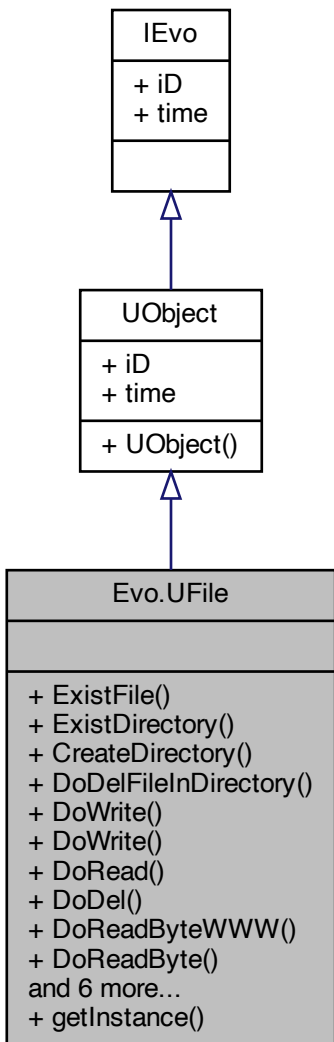 IEvo
+ iD
+ time
UObject
+ iD
+ time
+ UObject()
Evo.UFile
+ ExistFile()
+ ExistDirectory()
+ CreateDirectory()
+ DoDelFileInDirectory()
+ DoWrite()
+ DoWrite()
+ DoRead()
+ DoDel()
+ DoReadByteWWW()
+ DoReadByte()
and 6 more...
+ getInstance()